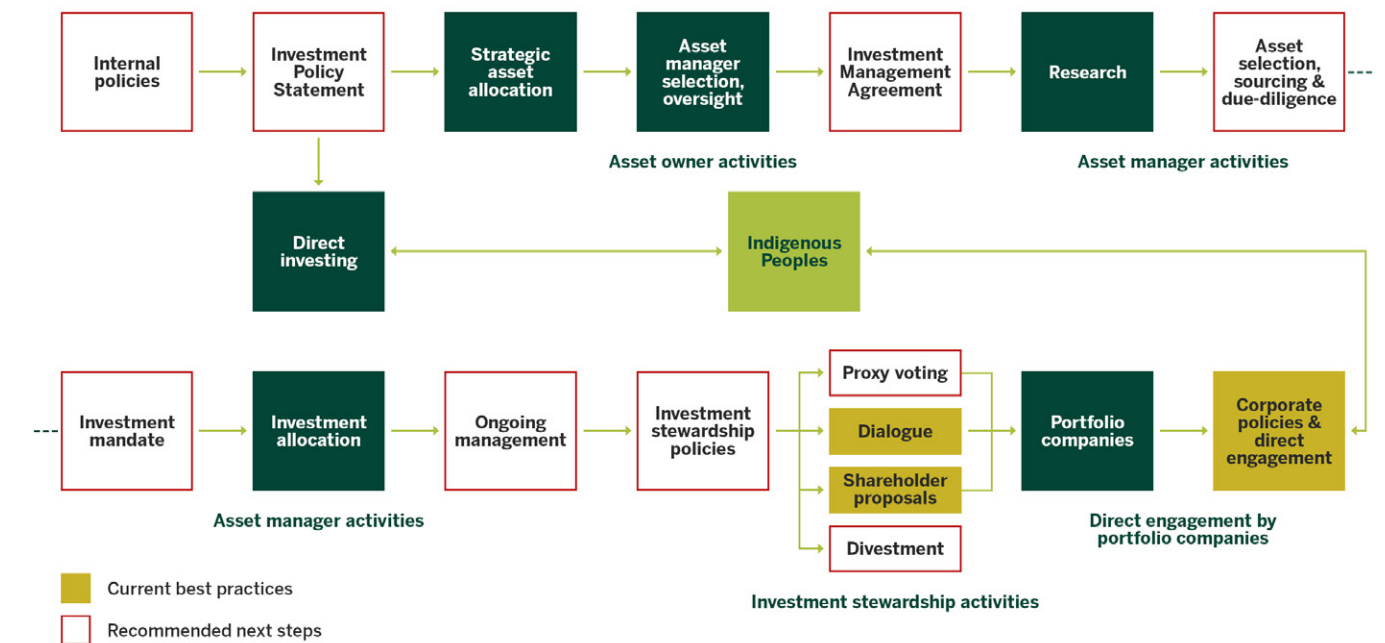 Internal
policies
Investment
Policy
Statement
Strategic
asset
allocation
Asset
manager
selection,
oversight
Investment
Management
Agreement
Research
Asset
selection,
sourcing &
due-diligence
Asset owner activities
Asset manager activities
Direct
investing
Indigenous
Peoples
Investment
mandate
Investment
allocation
Ongoing
management
Investment
stewardship
policies
Proxy voting
Dialogue
Shareholder
proposals
Divestment
Portfolio
companies
Corporate
policies &
direct
engagement
Asset manager activities
Direct engagement by
portfolio companies
Investment stewardship activities
Current best practices
Recommended next steps